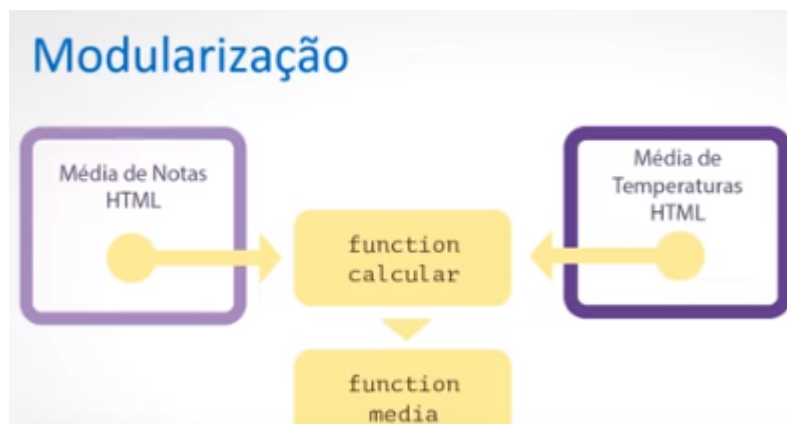 Modularização
Média de Notas
HTML
Média de
Temperaturas
HTML
function
calcular
function
media